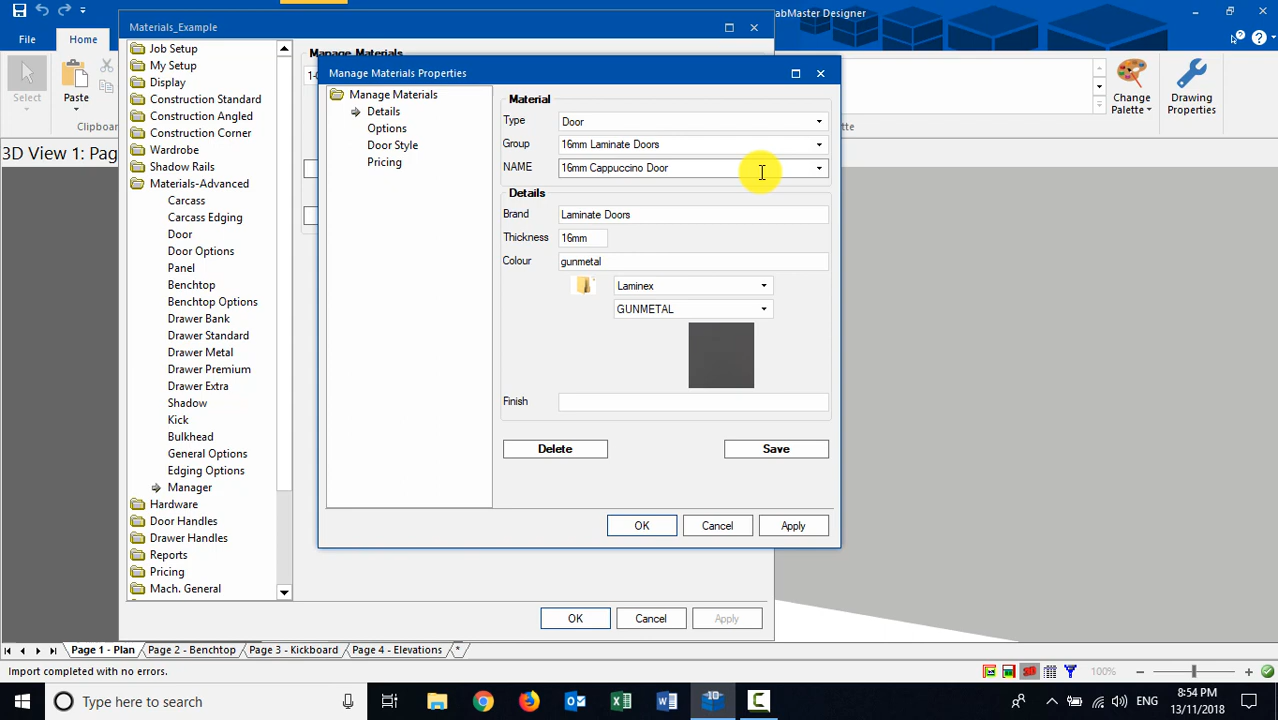 abMaster Designer
Materials_Example
File
Home
Select
Paste
Clipboar
Change
Palette
Drawing
Properties
lette
3D View 1: Pag
Job Setup
My Setup
Display
Construction Standard
Construction Angled
Construction Corner
Wardrobe
Shadow Rails
Materials-Advanced
Carcass
Carcass Edging
Door
Door Options
Panel
Benchtop
Benchtop Options
Drawer Bank
Drawer Standard
Drawer Metal
Drawer Premium
Drawer Extra
Shadow
Kick
Bulkhead
General Options
Edging Options
Manager
Hardware
Door Handles
Drawer Handles
Reports
Pricing
Mach. General
Manage Materials
Manage Materials Properties
Manage Materials
Details
Options
Door Style
Pricing
Material
Type Door
Group 16mm Laminate Doors
NAME 16mm Cappuccino Door
Details
Brand Laminate Doors
Thickness 16mm
Colour gunmetal
Laminex
GUNMETAL
Finish
Delete Save
OK Cancel Apply
OK Cancel Apply
Page 1 - Plan Page 2 - Benchtop Page 3 - Kickboard Page 4 - Elevations *
Import completed with no errors.
100%
Type here to search
ENG
8:54 PM
13/11/2018